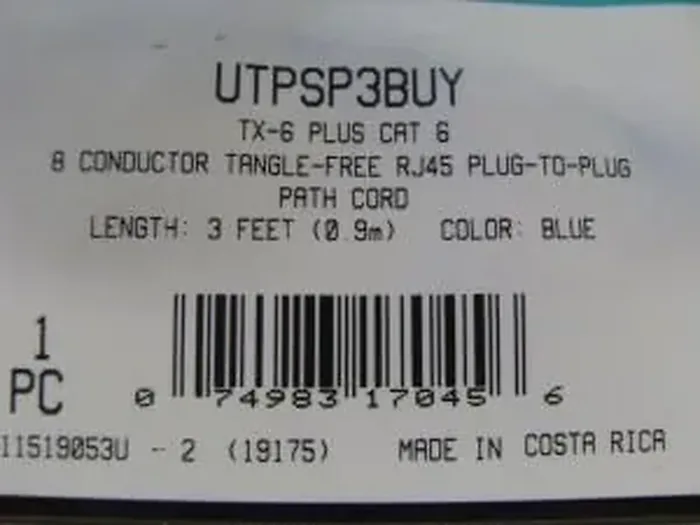 UTPSP3BUY
TX-6 PLUS CAT 6
8 CONDUCTOR TANGLE-FREE RJ45 PLUG-TO-PLUG
PATH CORD
LENGTH: 3 FEET (0.9m) COLOR: BLUE
1
PC
0 74983 17045 6
11519053U - 2 (19175) MADE IN COSTA RICA